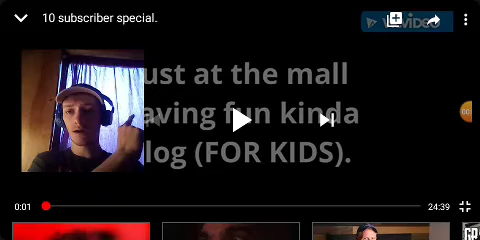 10 subscriber special.
ust at the mall
aving fun kinda
log (FOR KIDS).
0:01
24:39